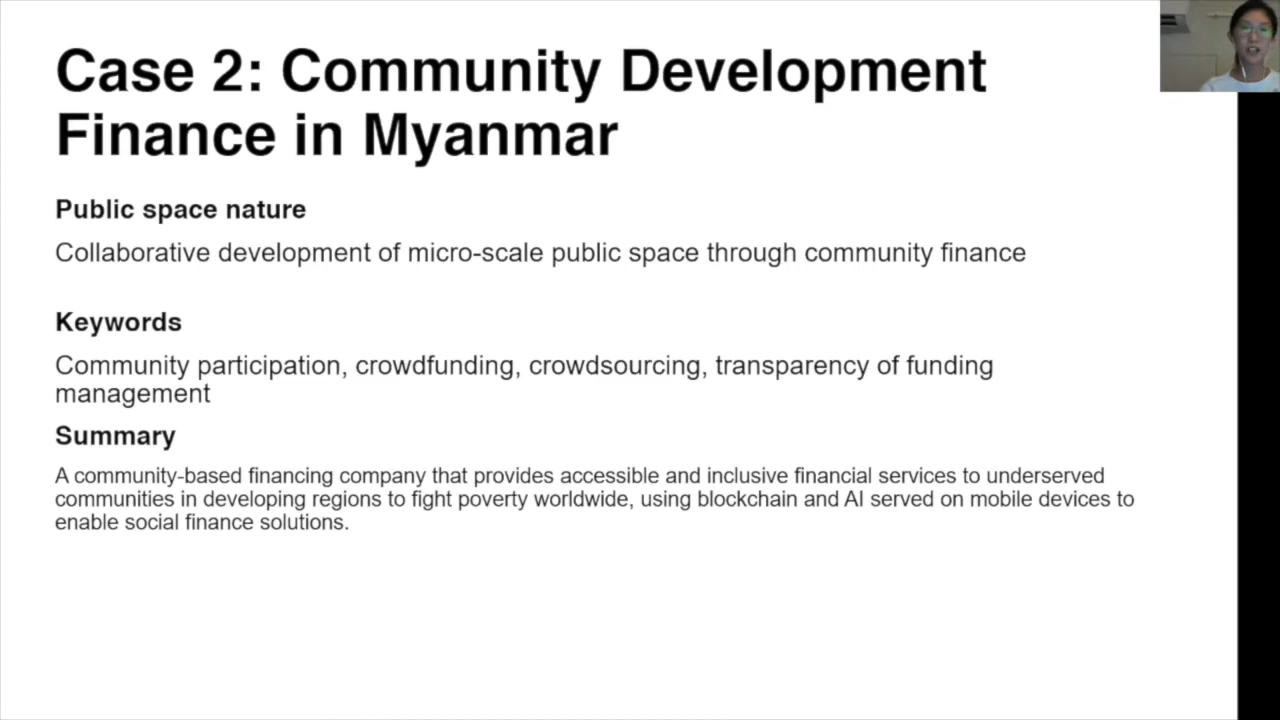 Case 2: Community Development
Finance in Myanmar
Public space nature
Collaborative development of micro-scale public space through community finance
Keywords
Community participation, crowdfunding, crowdsourcing, transparency of funding
management
Summary
A community-based financing company that provides accessible and inclusive financial services to underserved
communities in developing regions to fight poverty worldwide, using blockchain and AI served on mobile devices to
enable social finance solutions.